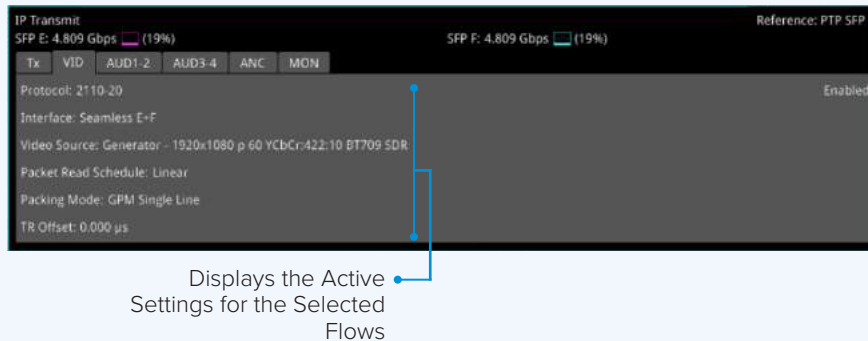 IP Transmit Reference: PTP SFP
SFP E: 4.809 Gbps (19%) SFP F: 4.809 Gbps (19%)
Tx VID AUD1-2 AUD3-4 ANC MON
Protocol: 2110-20 Enabled
Interface: Seamless E+F
Video Source: Generator - 1920x1080 p 60 YCbCr:422:10 BT709 SDR
Packet Read Schedule: Linear
Packing Mode: GPM Single Line
TR Offset: 0.000 µs
Displays the Active
Settings for the Selected
Flows